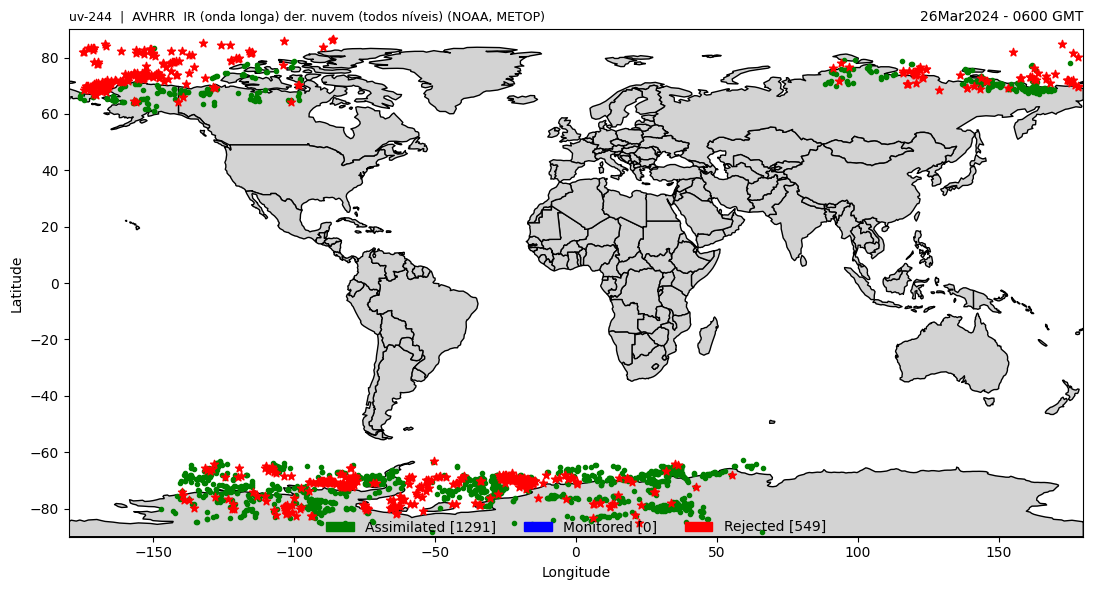 uv-244 | AVHRR IR (onda longa) der. nuvem (todos níveis) (NOAA, METOP)
26Mar2024 - 0600 GMT
Latitude
80
60
40
20
0
−20
−40
−60
−80
Assimilated [1291]
Monitored [0]
Rejected [549]
−150
−100
−50
0
50
100
150
Longitude